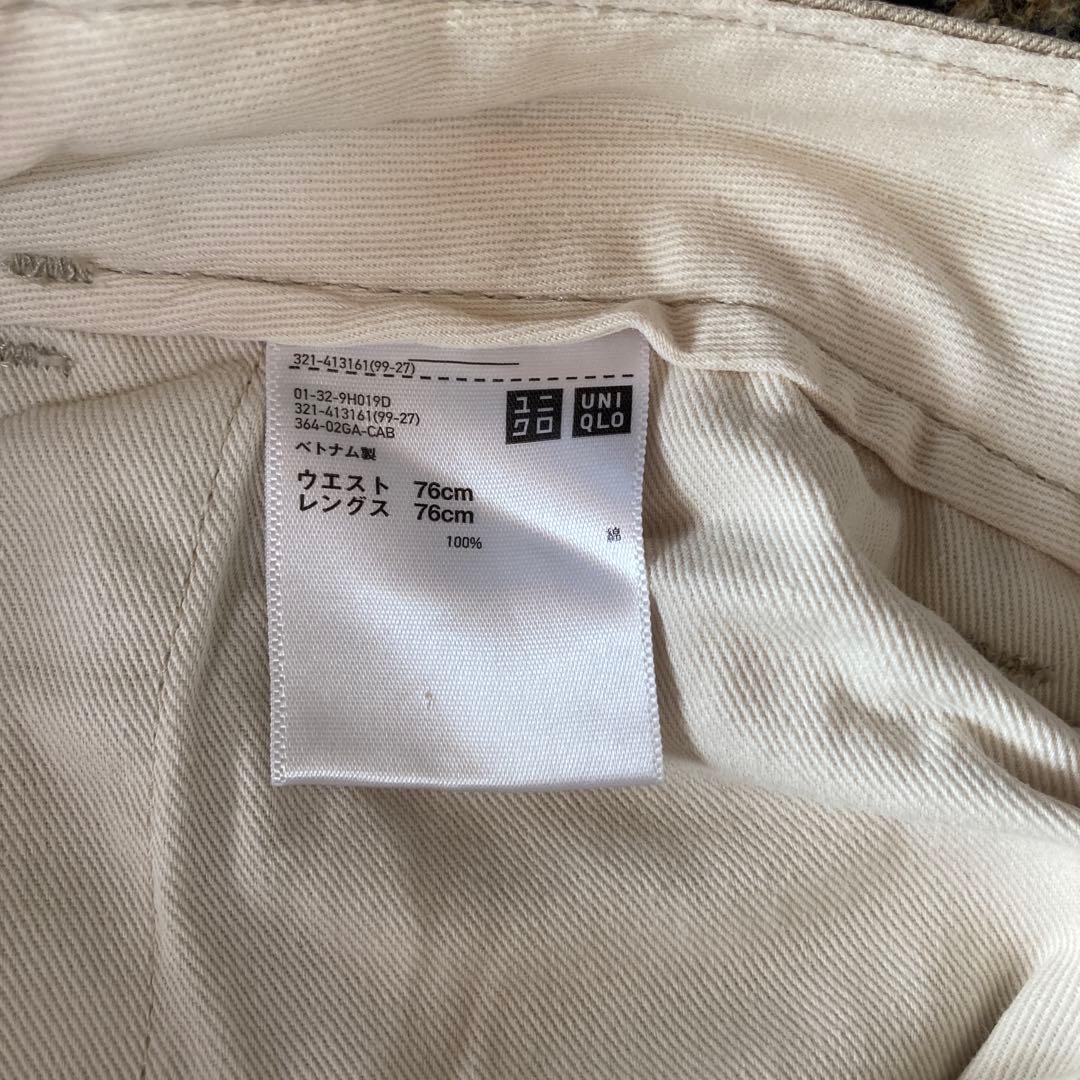 321-413161(99-27)
01-32-9H019D
321-413161(99-27)
364-02GA-CAB
ベトナム製
ユニクロ
UNIQLO
ウエスト 76cm
レングス 76cm
100% 綿